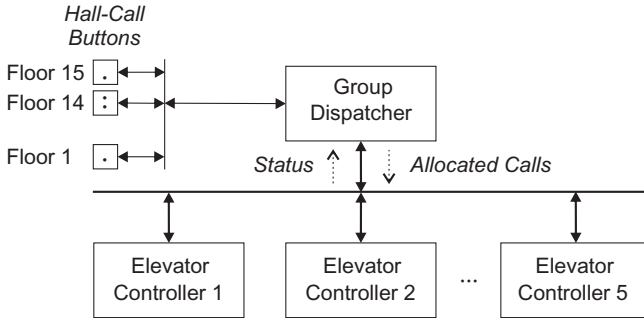 Hall-Call
Buttons
Floor 15 .
Floor 14 :
Floor 1 .
Group
Dispatcher
Status
Allocated Calls
Elevator
Controller 1
Elevator
Controller 2
...
Elevator
Controller 5